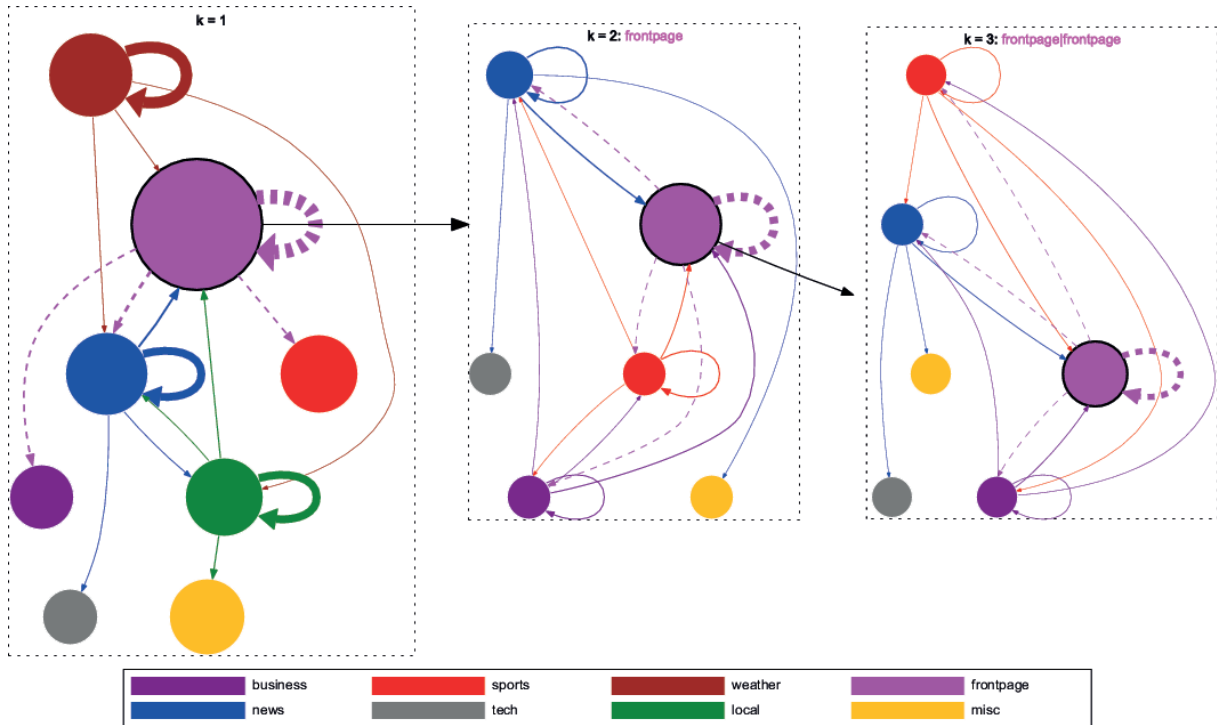 k = 1
k = 2: frontpage
k = 3: frontpage|frontpage
business sports weather frontpage
news tech local misc